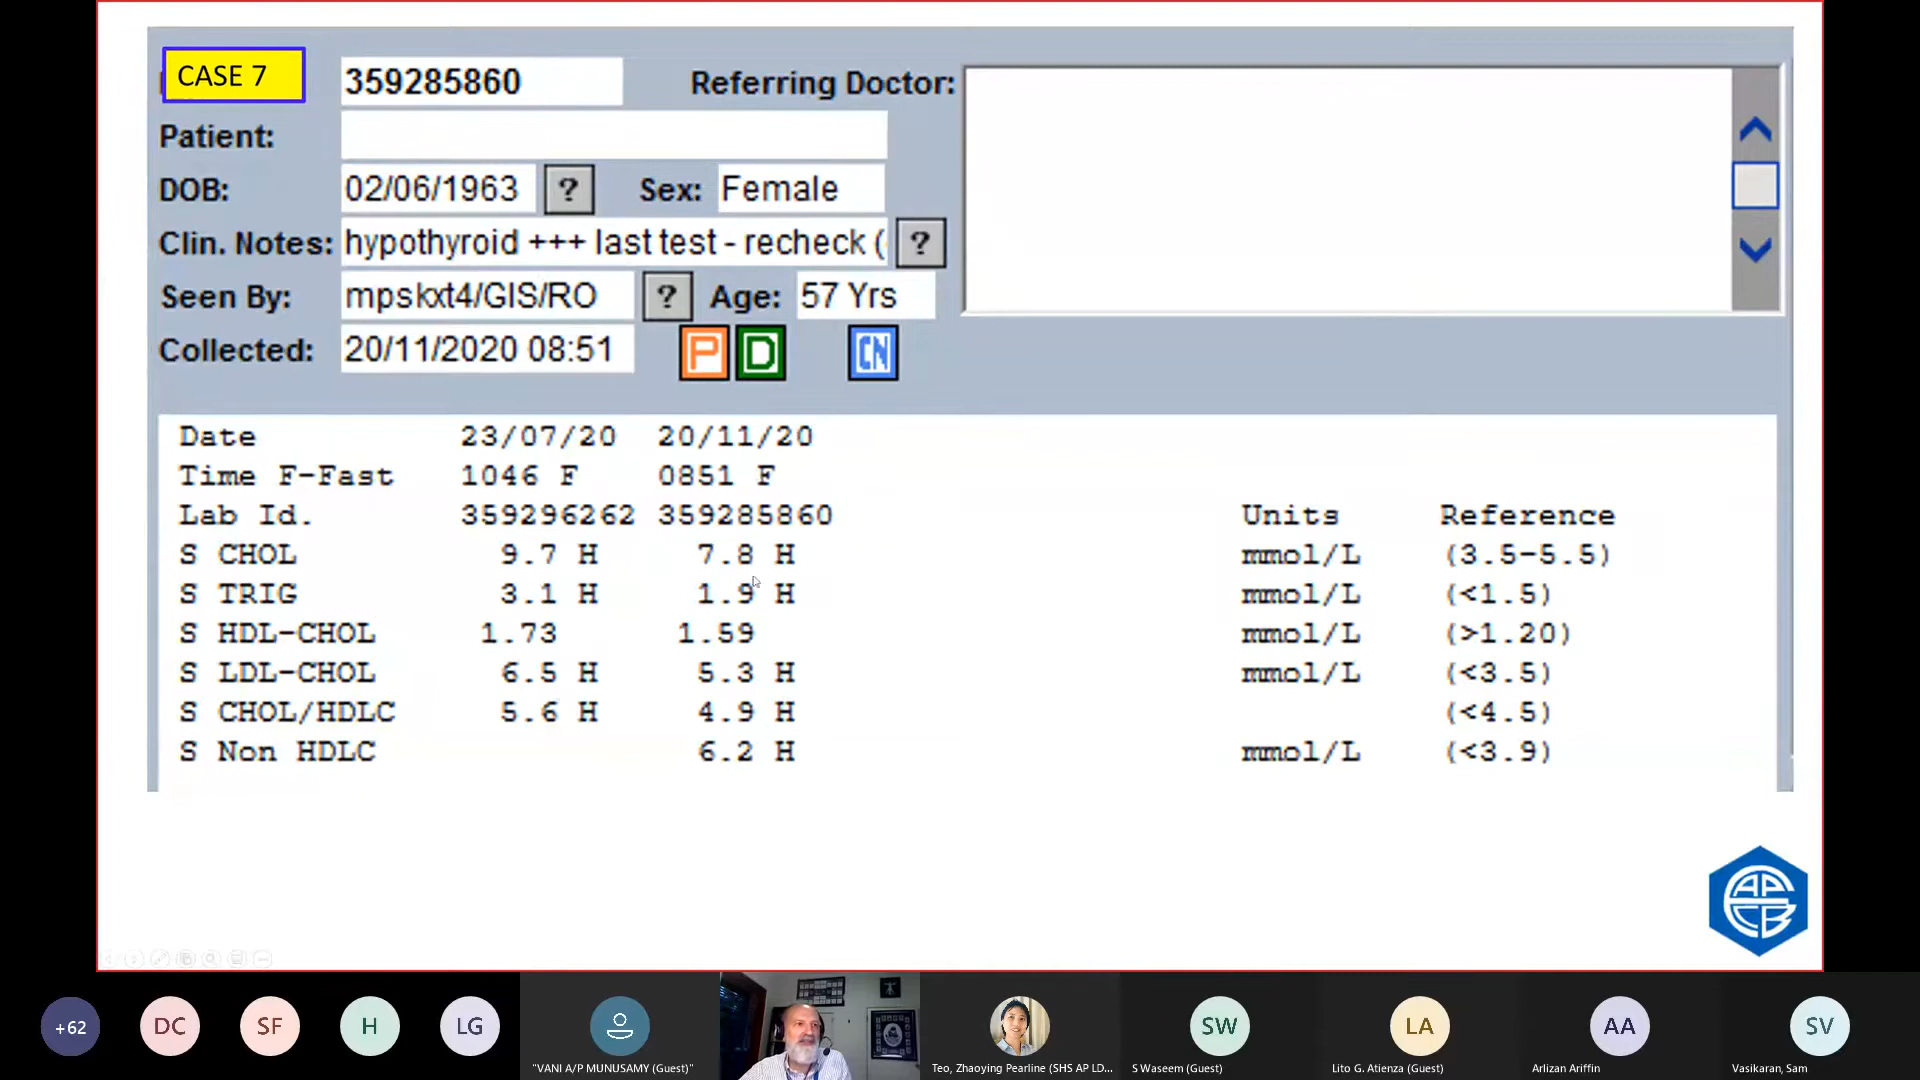 CASE 7
359285860
Referring Doctor:
Patient:
DOB:
02/06/1963
?
Sex:
Female
Clin. Notes:
hypothyroid +++ last test - recheck (
?
Seen By:
mpskxt4/GIS/RO
?
Age:
57 Yrs
Collected:
20/11/2020 08:51
P
D
CN
Date 23/07/20 20/11/20
Time F-Fast 1046 F 0851 F
Lab Id. 359296262 359285860 Units Reference
S CHOL 9.7 H 7.8 H mmol/L (3.5-5.5)
S TRIG 3.1 H 1.9 H mmol/L (<1.5)
S HDL-CHOL 1.73 1.59 mmol/L (>1.20)
S LDL-CHOL 6.5 H 5.3 H mmol/L (<3.5)
S CHOL/HDLC 5.6 H 4.9 H (<4.5)
S Non HDLC 6.2 H mmol/L (<3.9)
APFCB
+62
DC
SF
H
LG
"VANI A/P MUNUSAMY (Guest)"
Teo, Zhaoying Pearline (SHS AP LD...
SW
S Waseem (Guest)
LA
Lito G. Atienza (Guest)
AA
Arlizan Ariffin
SV
Vasikaran, Sam